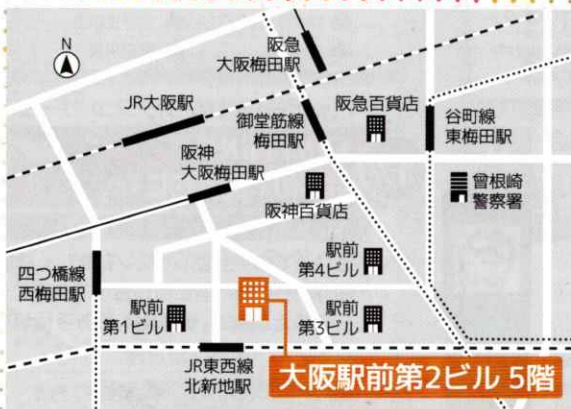 N
阪急
大阪梅田駅
JR大阪駅
御堂筋線
梅田駅
阪急百貨店
谷町線
東梅田駅
阪神
大阪梅田駅
曾根崎
警察署
阪神百貨店
駅前
第4ビル
四つ橋線
西梅田駅
駅前
第1ビル
駅前
第3ビル
JR東西線
北新地駅
大阪駅前第2ビル 5階